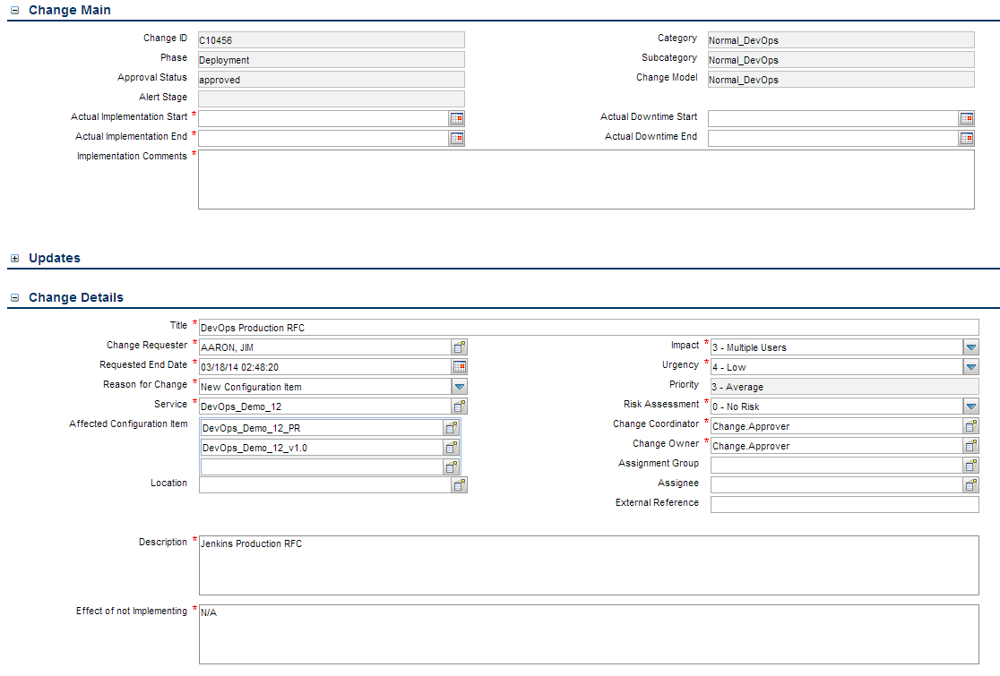 Change Main
Change ID C10456 Category Normal_DevOps
Phase Deployment Subcategory Normal_DevOps
Approval Status approved Change Model Normal_DevOps
Alert Stage
Actual Implementation Start * Actual Downtime Start
Actual Implementation End * Actual Downtime End
Implementation Comments *
Updates
Change Details
Title * DevOps Production RFC
Change Requester * AARON, JIM Impact * 3 - Multiple Users
Requested End Date * 03/18/14 02:48:20 Urgency * 4 - Low
Reason for Change * New Configuration Item Priority 3 - Average
Service * DevOps_Demo_12 Risk Assessment * 0 - No Risk
Affected Configuration Item DevOps_Demo_12_PR Change Coordinator * Change.Approver
DevOps_Demo_12_v1.0 Change Owner * Change.Approver
Assignment Group
Location Assignee
External Reference
Description * Jenkins Production RFC
Effect of not Implementing * N/A